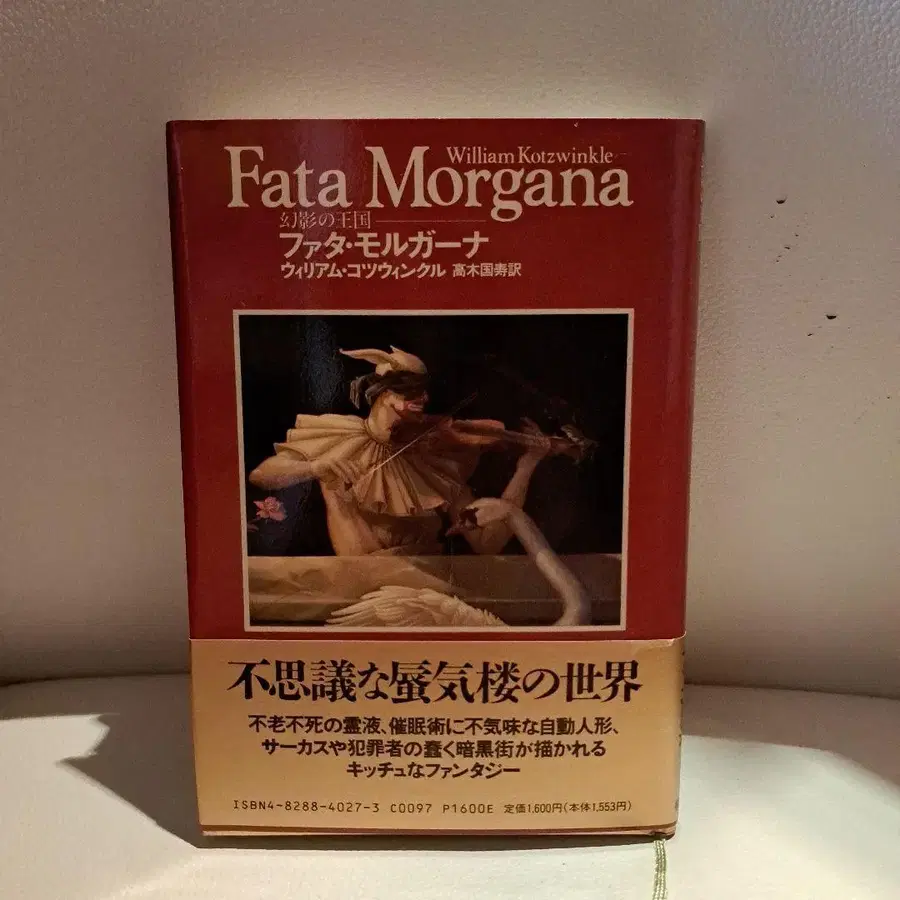 William Kotzwinkle
Fata Morgana
幻影の王国
ファタ・モルガーナ
ウィリアム・コツウィンクル 高木国寿訳
不思議な蜃気楼の世界
不老不死の霊液、催眠術に不気味な自動人形、
サーカスや犯罪者の蠢く暗黒街が描かれる
キッチュなファンタジー
ISBN4-8288-4027-3 C0097 P1600E 定価1,600円(本体1,553円)